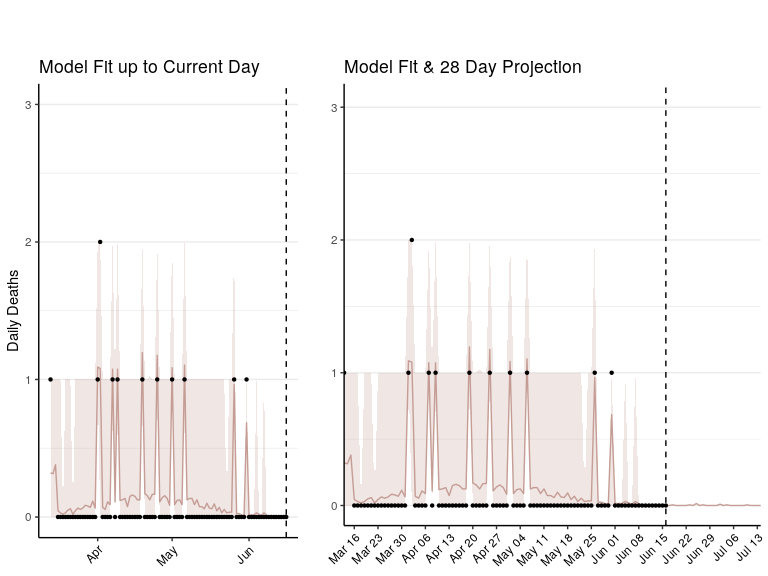 Model Fit up to Current Day
Daily Deaths
3
2
1
0
Apr
May
Jun
Model Fit & 28 Day Projection
3
2
1
0
Mar 16
Mar 23
Mar 30
Apr 06
Apr 13
Apr 20
Apr 27
May 04
May 11
May 18
May 25
Jun 01
Jun 08
Jun 15
Jun 22
Jun 29
Jul 06
Jul 13